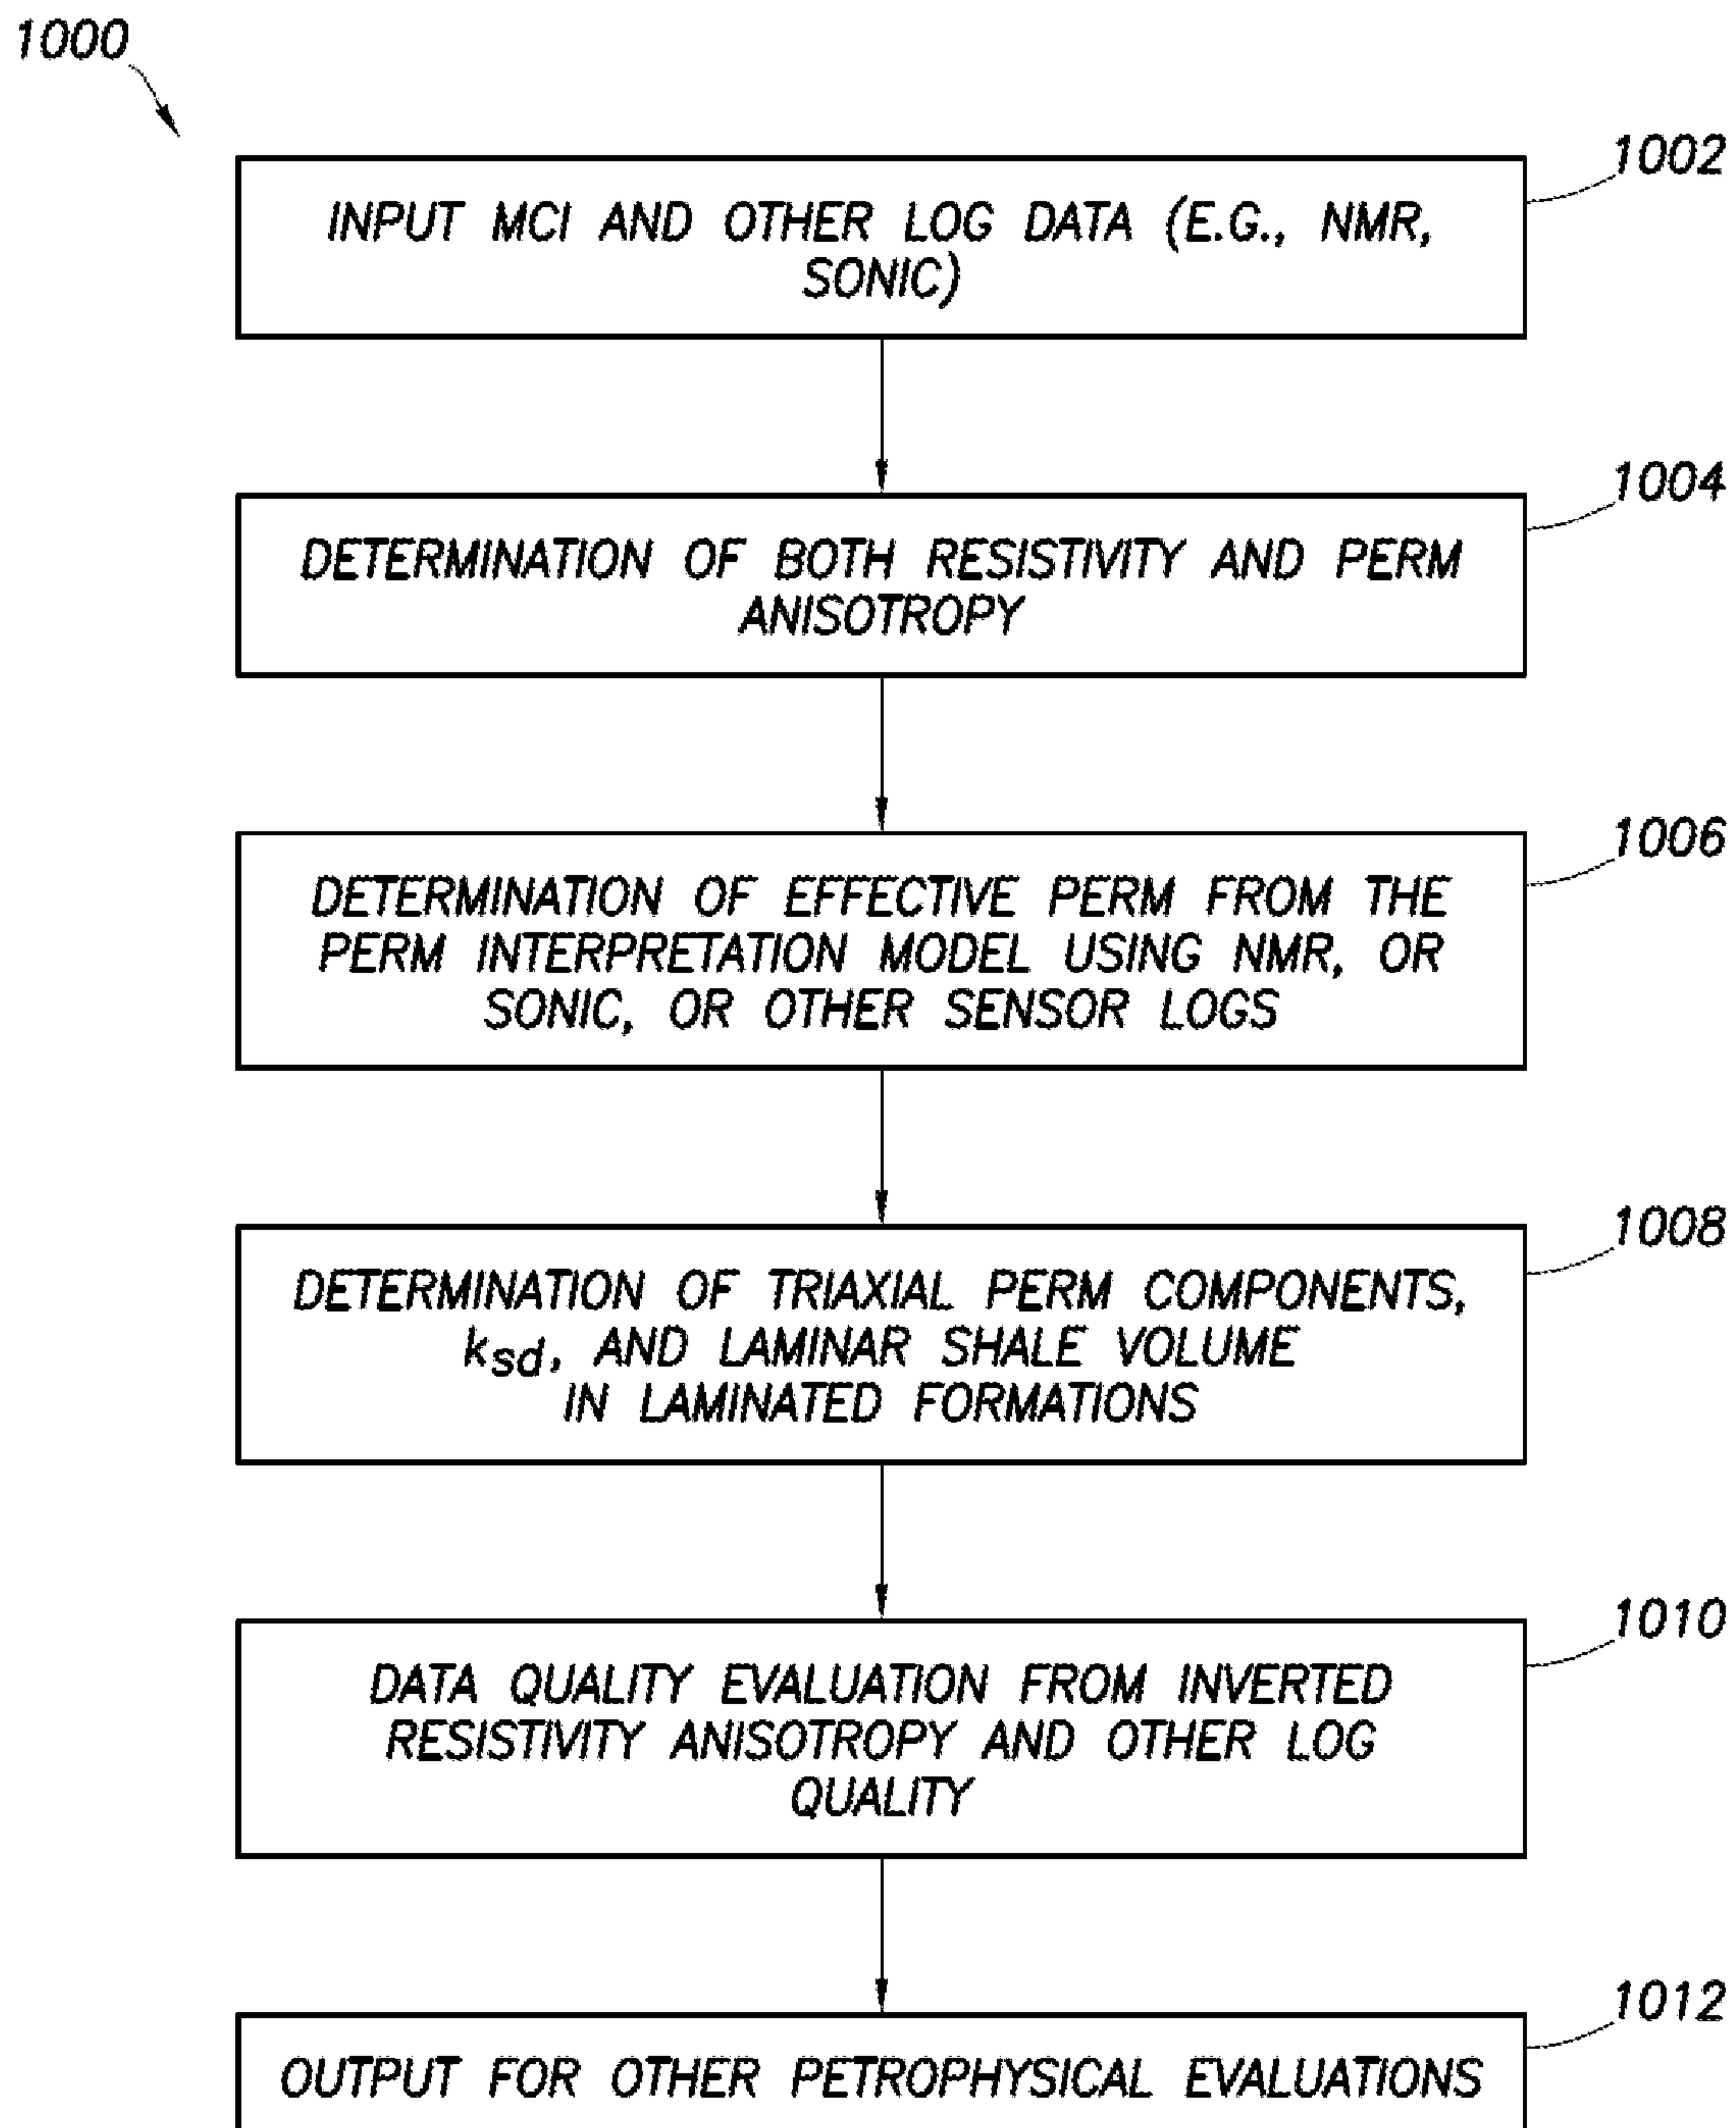 1000
1002
INPUT MCI AND OTHER LOG DATA (E.G., NMR,
SONIC)
1004
DETERMINATION OF BOTH RESISTIVITY AND PERM
ANISOTROPY
1006
DETERMINATION OF EFFECTIVE PERM FROM THE
PERM INTERPRETATION MODEL USING NMR, OR
SONIC, OR OTHER SENSOR LOGS
1008
DETERMINATION OF TRIAXIAL PERM COMPONENTS,
ksd, AND LAMINAR SHALE VOLUME
IN LAMINATED FORMATIONS
1010
DATA QUALITY EVALUATION FROM INVERTED
RESISTIVITY ANISOTROPY AND OTHER LOG
QUALITY
1012
OUTPUT FOR OTHER PETROPHYSICAL EVALUATIONS